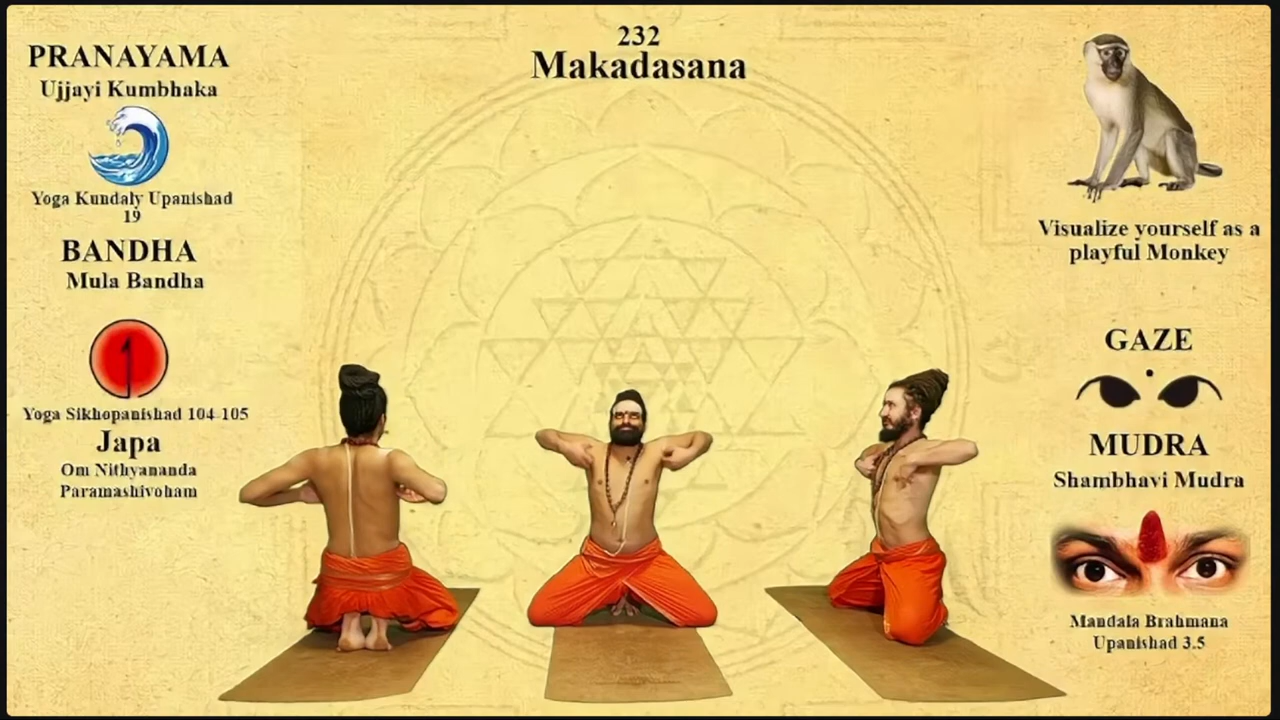 232
Makadasana
PRANAYAMA
Ujjayi Kumbhaka
Yoga Kundaly Upanishad
19
BANDHA
Mula Bandha
Yoga Sikhopanishad 104 105
Japa
Om Nithyananda
Paramashivoham
Visualize yourself as a
playful Monkey
GAZE
MUDRA
Shambhavi Mudra
Mandala Brahmana
Upanishad 3.5